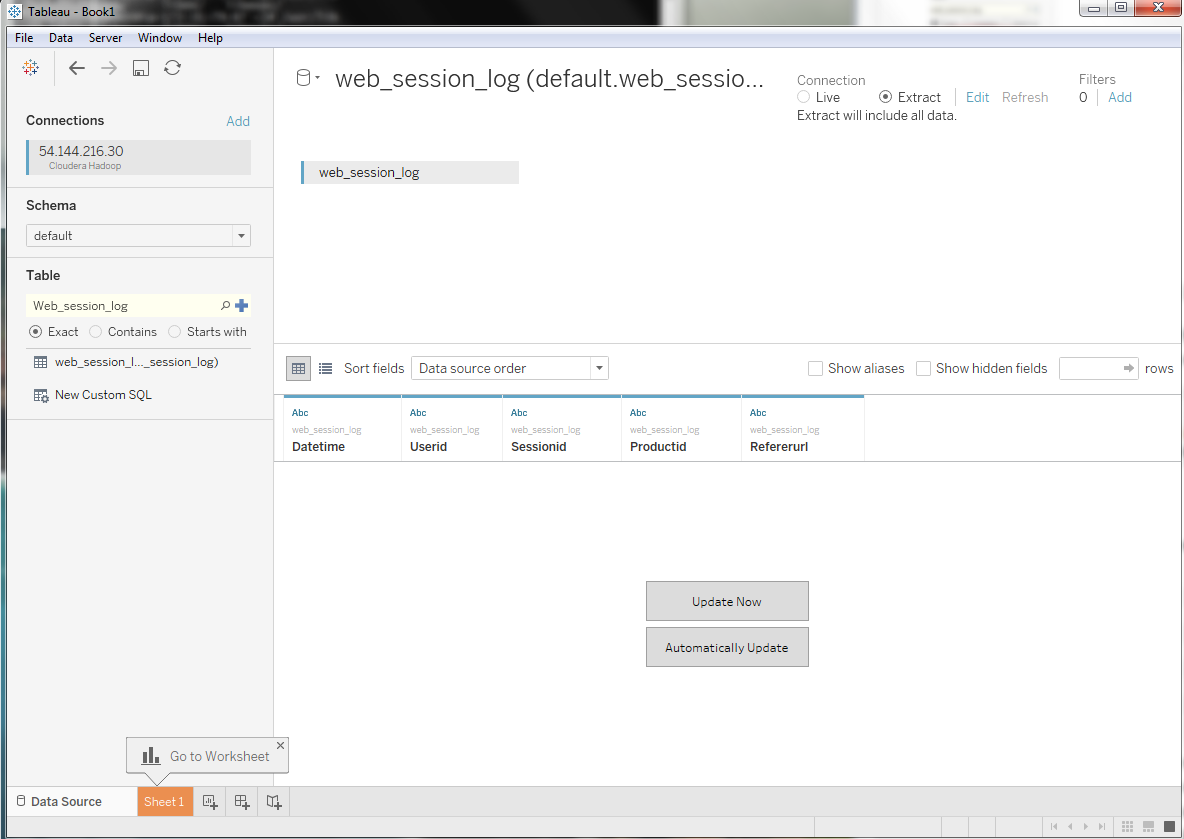 Tableau - Book1
File Data Server Window Help
Connections Add
54.144.216.30
Cloudera Hadoop
Schema
default
Table
Web_session_log
Exact Contains Starts with
web_session_l..._session_log)
New Custom SQL
web_session_log (default.web_sessio...
Connection
Live Extract Edit Refresh
Extract will include all data.
Filters
0 Add
web_session_log
Sort fields Data source order Show aliases Show hidden fields rows
Abc Abc Abc Abc Abc
web_session_log web_session_log web_session_log web_session_log web_session_log
Datetime Userid Sessionid Productid Refererurl
Update Now
Automatically Update
Go to Worksheet
Data Source Sheet 1